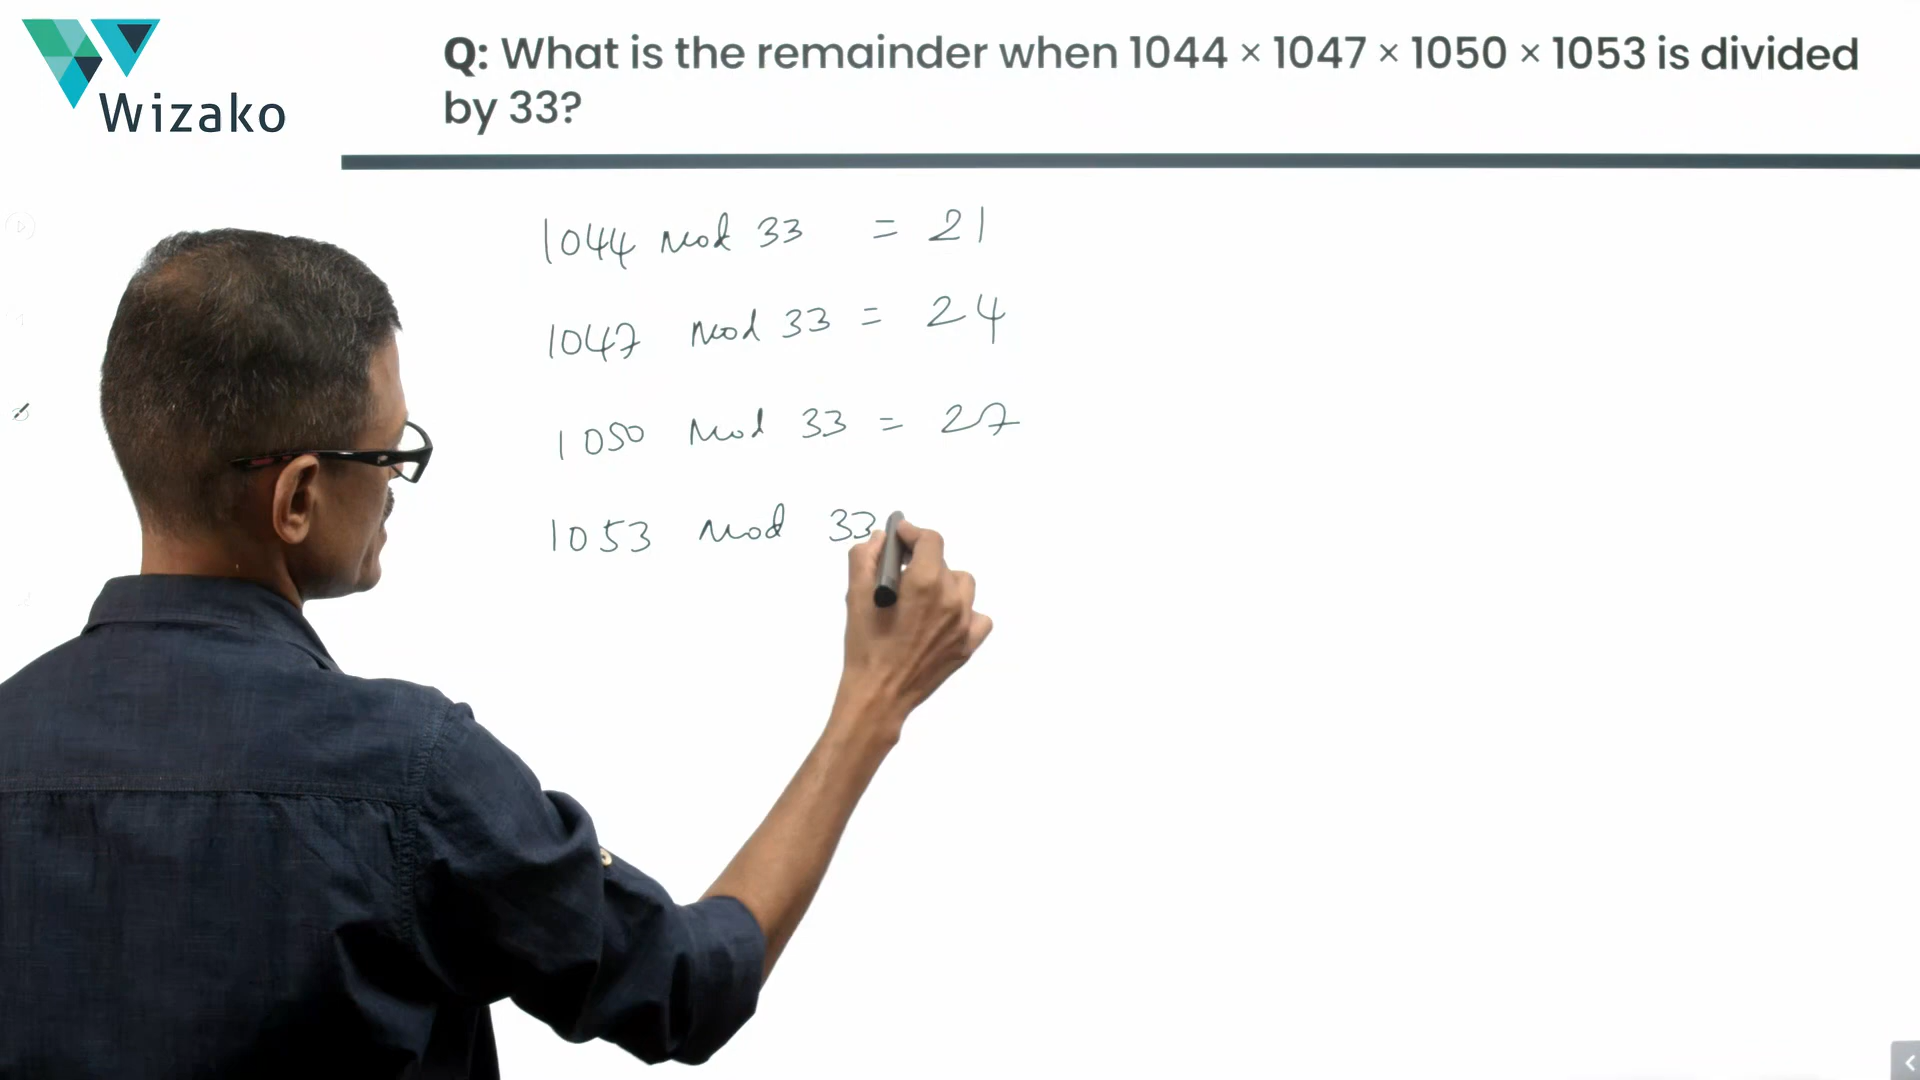 Wizako
Q: What is the remainder when 1044 × 1047 × 1050 × 1053 is divided
by 33?
1044 mod 33 = 21
1047 mod 33 = 24
1050 mod 33 = 27
1053 mod 33